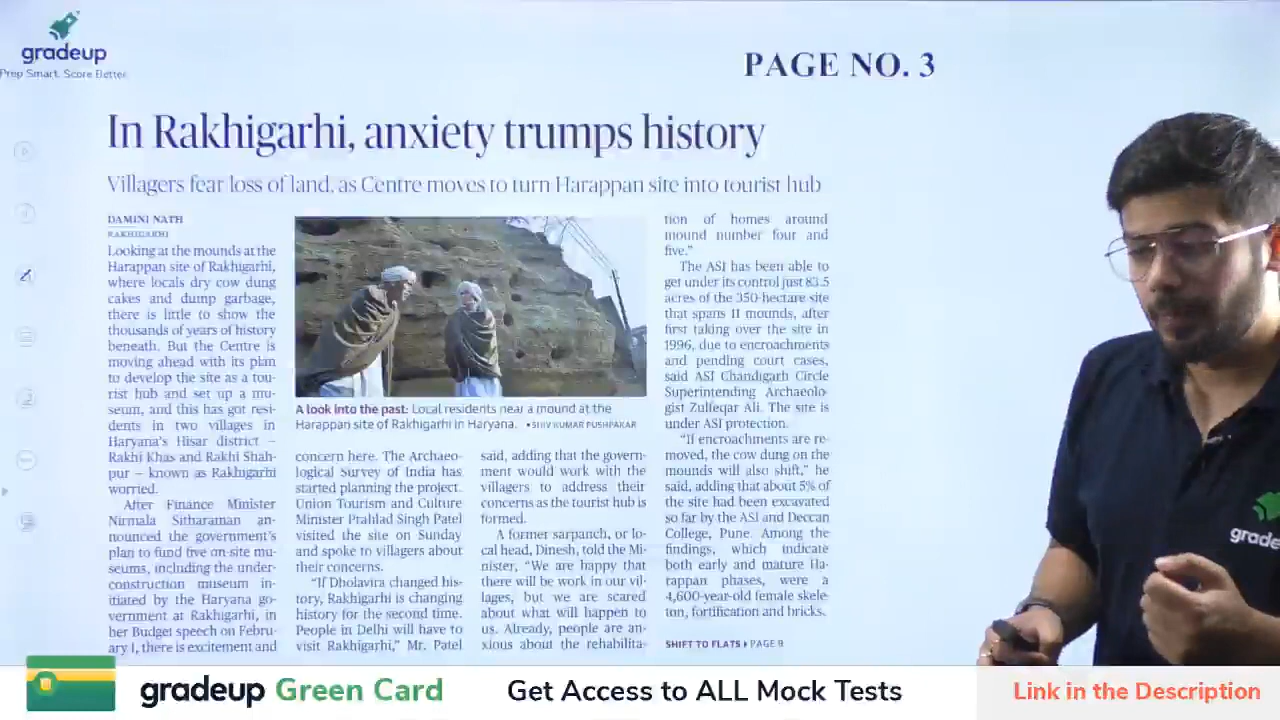 gradeup
Prep Smart. Score Better
PAGE NO. 3
In Rakhigarhi, anxiety trumps history
Villagers fear loss of land, as Centre moves to turn Harappan site into tourist hub
DAMINI NATH
RAKHIGARHI
Looking at the mounds at the
Harappan site of Rakhigarhi,
where locals dry cow dung
cakes and dump garbage,
there is little to show the
thousands of years of history
beneath. But the Centre is
moving ahead with its plan
to develop the site as a tou-
rist hub and set up a mu-
seum, and this has got resi-
dents in two villages in
Haryana's Hisar district –
Rakhi Khas and Rakhi Shah-
pur – known as Rakhigarhi
worried.
After Finance Minister
Nirmala Sitharaman an-
nounced the government's
plan to fund five on-site mu-
seums, including the under-
construction museum in-
itiated by the Haryana go-
vernment at Rakhigarhi, in
her Budget speech on Febru-
ary 1, there is excitement and
A look into the past: Local residents near a mound at the
Harappan site of Rakhigarhi in Haryana. • SHIV KUMAR PUSHPAKAR
concern here. The Archaeo-
logical Survey of India has
started planning the project.
Union Tourism and Culture
Minister Prahlad Singh Patel
visited the site on Sunday
and spoke to villagers about
their concerns.
"If Dholavira changed his-
tory, Rakhigarhi is changing
history for the second time.
People in Delhi will have to
visit Rakhigarhi," Mr. Patel
said, adding that the govern-
ment would work with the
villagers to address their
concerns as the tourist hub is
formed.
A former sarpanch, or lo-
cal head, Dinesh, told the Mi-
nister, "We are happy that
there will be work in our vil-
lages, but we are scared
about what will happen to
us. Already, people are an-
xious about the rehabilita-
tion of homes around
mound number four and
five."
The ASI has been able to
get under its control just 83.5
acres of the 350-hectare site
that spans 11 mounds, after
first taking over the site in
1996, due to encroachments
and pending court cases,
said ASI Chandigarh Circle
Superintending Archaeolo-
gist Zulfeqar Ali. The site is
under ASI protection.
"If encroachments are re-
moved, the cow dung on the
mounds will also shift," he
said, adding that about 5% of
the site had been excavated
so far by the ASI and Deccan
College, Pune. Among the
findings, which indicate
both early and mature Ha-
rappan phases, were a
4,600-year-old female skele-
ton, fortification and bricks.
SHIFT TO FLATS PAGE 8
grade
gradeup Green Card
Get Access to ALL Mock Tests
Link in the Description